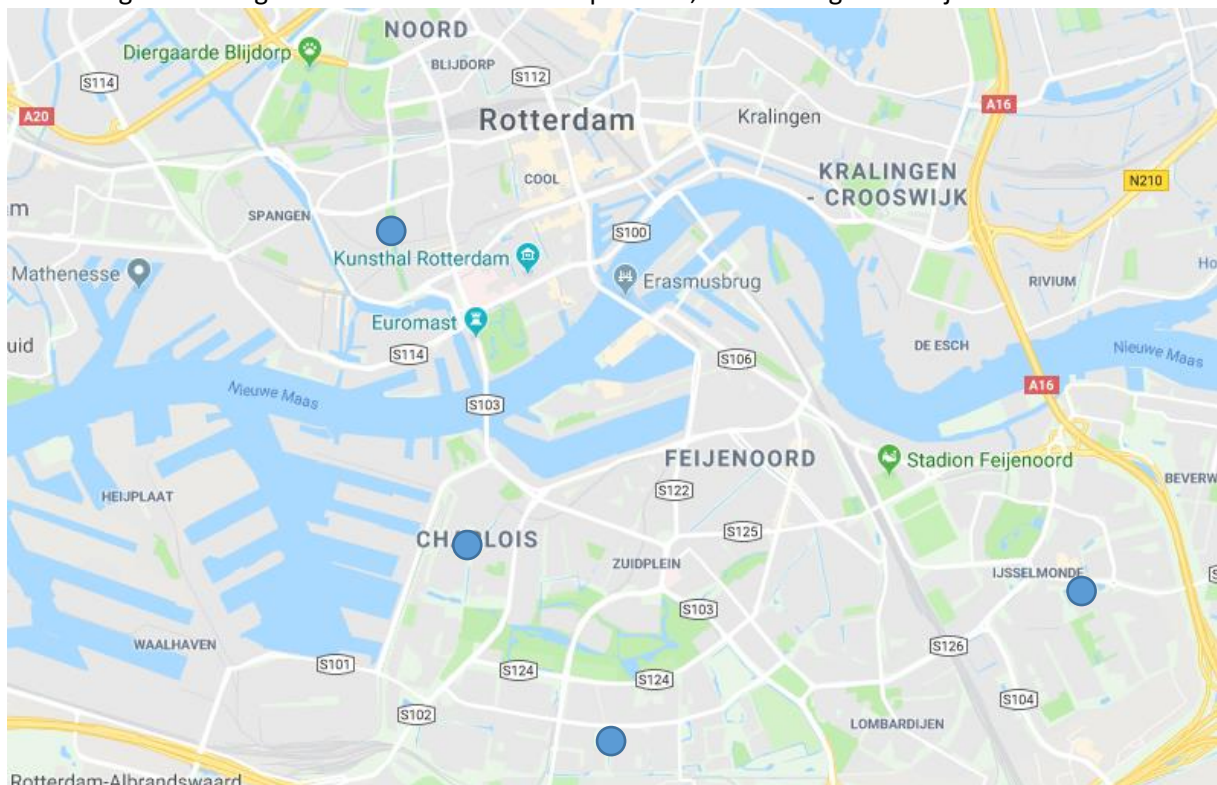 NOORD
Diergaarde Blijdorp
BLIJDORP
S112
S114
A20
Rotterdam
Kralingen
A16
KRALINGEN
- CROOSWIJK
N210
COOL
SPANGEN
S100
Kunsthal Rotterdam
Mathenesse
Erasmusbrug
RIVIUM
Euromast
S114
S106
DE ESCH
Nieuwe Maas
A16
Nieuwe Maas
S103
FEIJENOORD
Stadion Feijenoord
S122
HEIJPLAAT
S125
ZUIDPLEIN
IJSSELMONDE
S103
WAALHAVEN
S101
S124
S124
S126
S102
S104
LOMBARDIJEN
Rotterdam-Albrandswaard